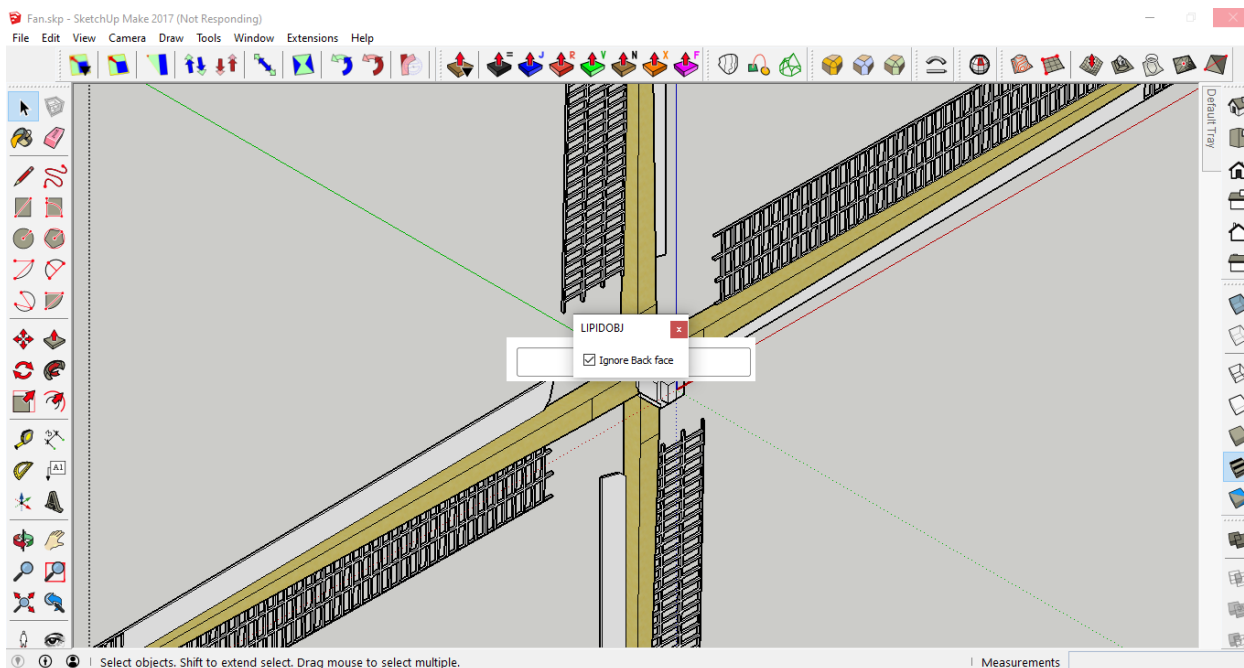 Fan.skp - SketchUp Make 2017 (Not Responding)
File Edit View Camera Draw Tools Window Extensions Help
= J R V N X F
Default Tray
LIPIDOBJ
x
Ignore Back face
A1
Select objects. Shift to extend select. Drag mouse to select multiple.
Measurements